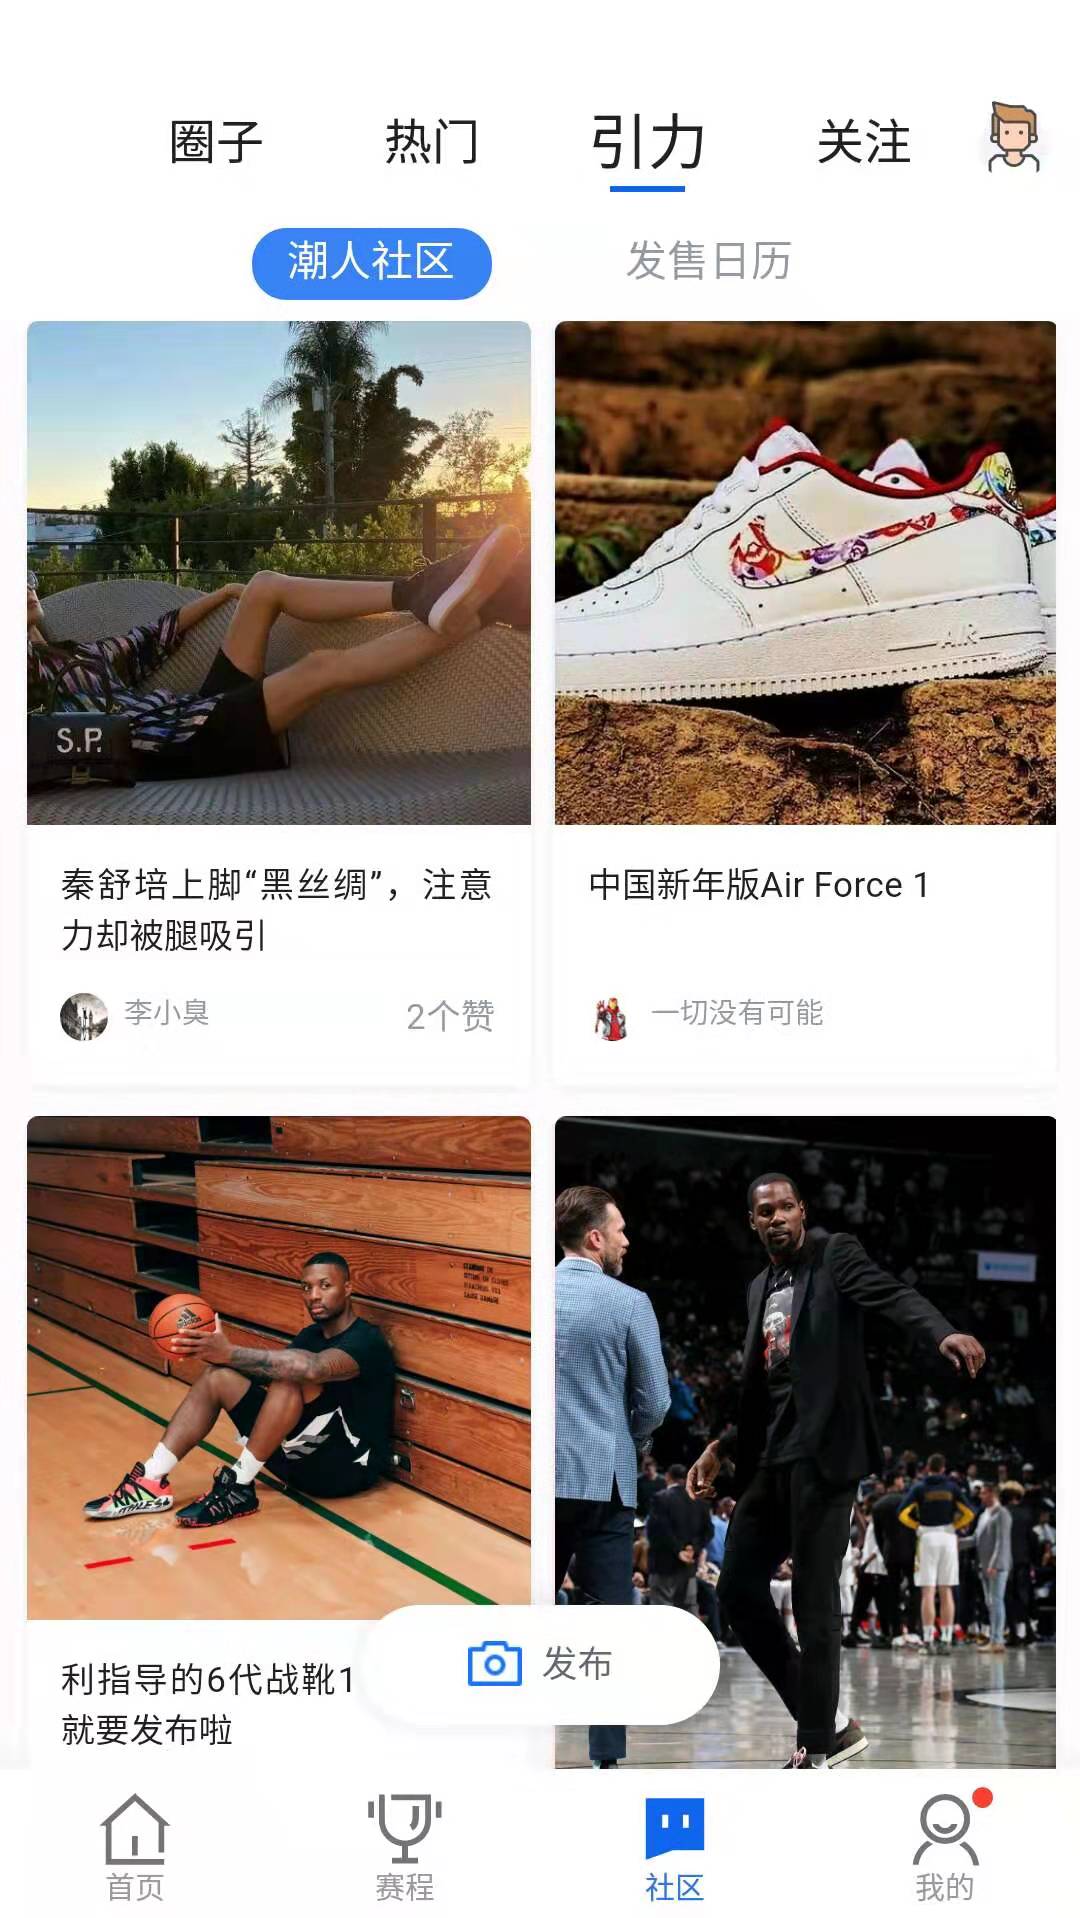 圈子 热门 引力 关注
潮人社区 发售日历
S.P.
AIR
秦舒培上脚“黑丝绸”，注意
力却被腿吸引
李小臭 2个赞
中国新年版Air Force 1
一切没有可能
adidas
利指导的6代战靴1
就要发布啦
发布
首页 赛程 社区 我的